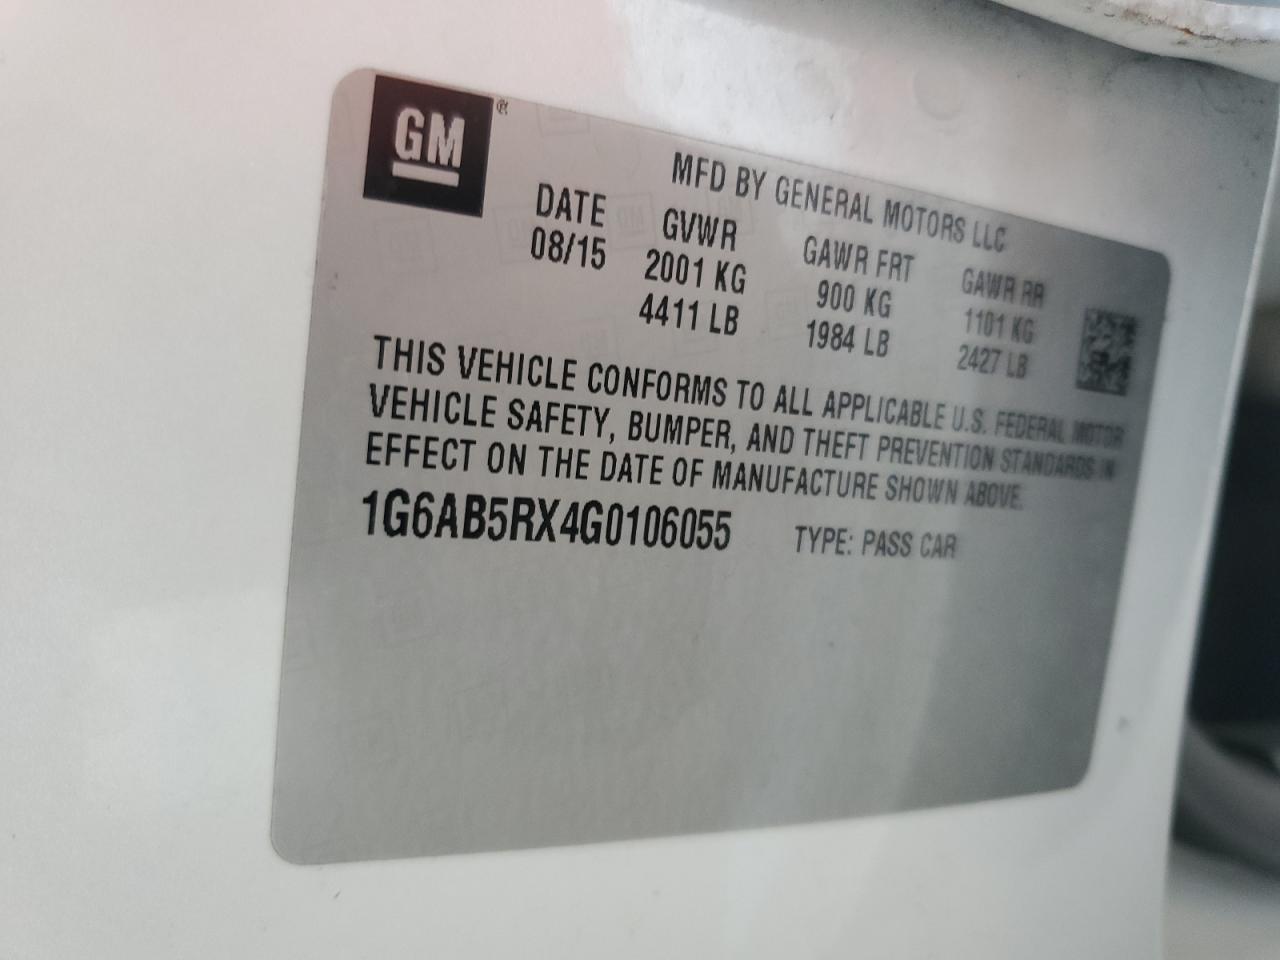 GM®
MFD BY GENERAL MOTORS LLC
DATE GVWR GAWR FRT GAWR RR
08/15 2001 KG 900 KG 1101 KG
4411 LB 1984 LB 2427 LB
THIS VEHICLE CONFORMS TO ALL APPLICABLE U.S. FEDERAL MOTOR
VEHICLE SAFETY, BUMPER, AND THEFT PREVENTION STANDARDS IN
EFFECT ON THE DATE OF MANUFACTURE SHOWN ABOVE.
1G6AB5RX4G0106055 TYPE: PASS CAR